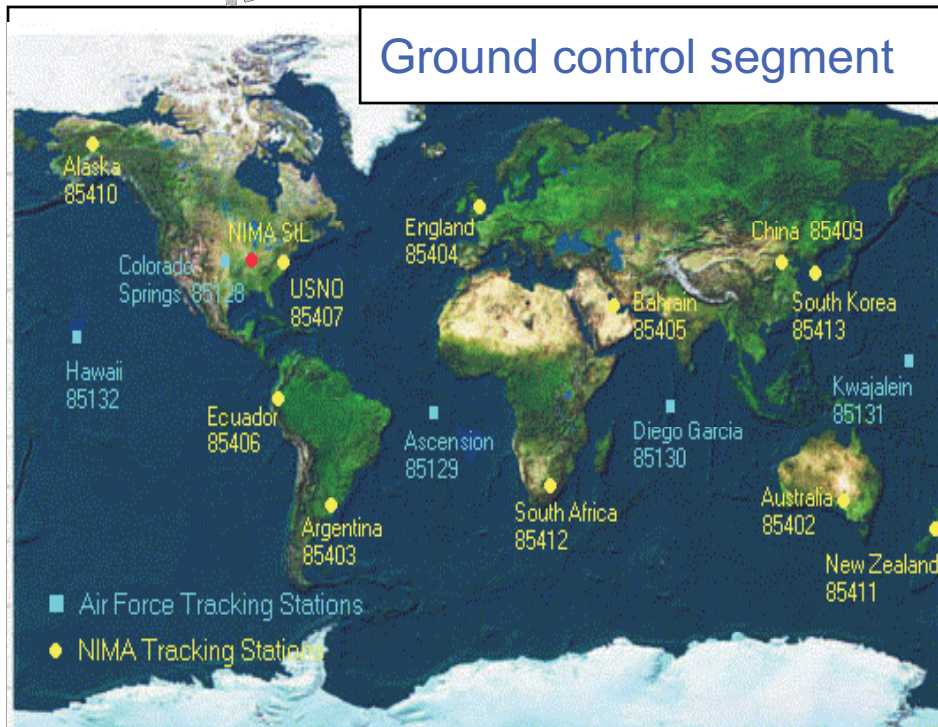 Ground control segment
Alaska
85410
NIMA StL
Colorado
Springs 85128
USNO
85407
England
85404
China 85409
Bahrain
85405
South Korea
85413
Hawaii
85132
Kwajalein
85131
Ecuador
85406
Ascension
85129
Diego Garcia
85130
Argentina
85403
South Africa
85412
Australia
85402
New Zealand
85411
Air Force Tracking Stations
NIMA Tracking Stations